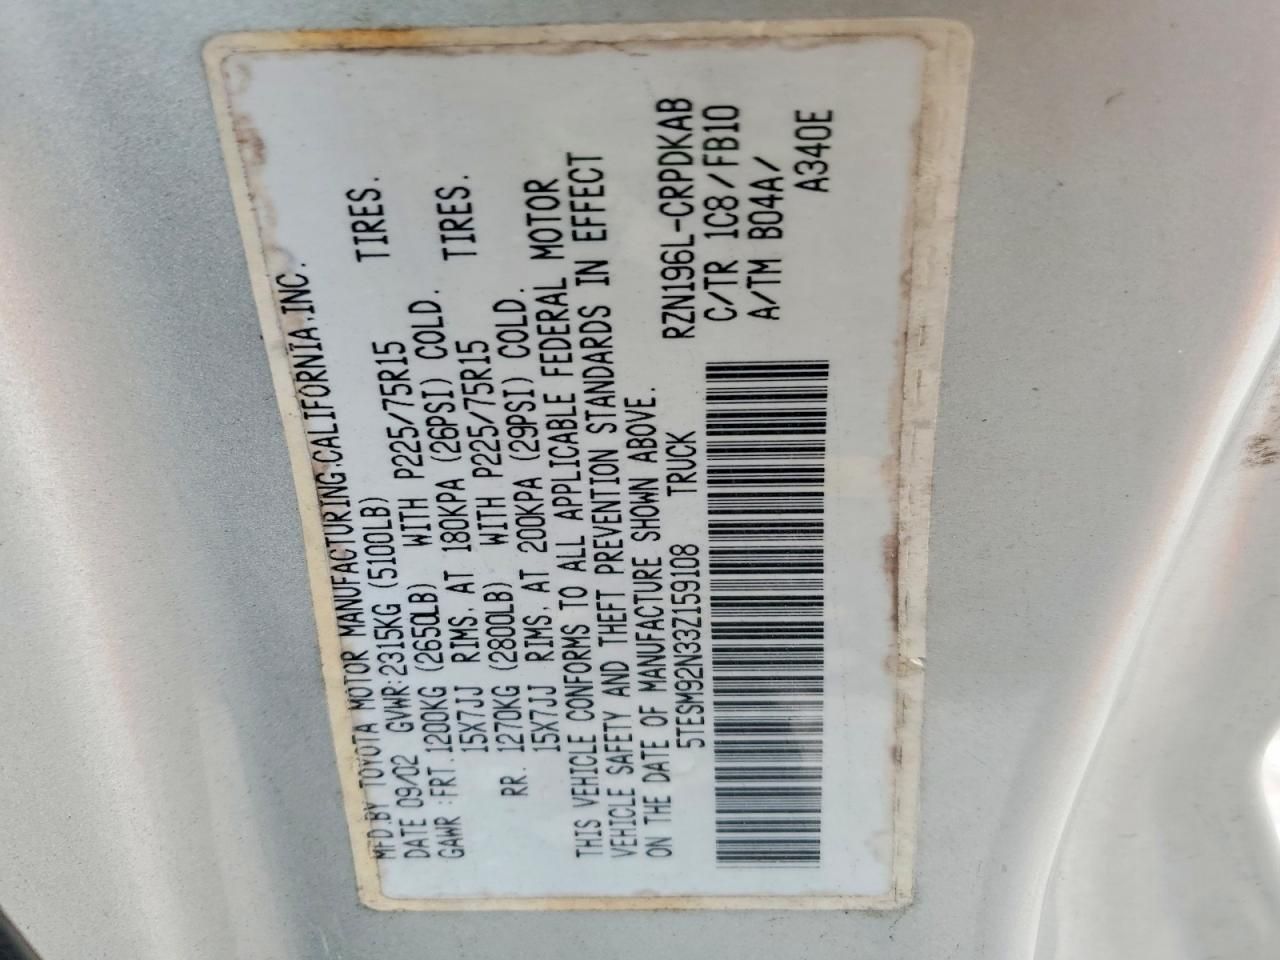 MFD.BY TOYOTA MOTOR MANUFACTURING.CALIFORNIA.INC.
DATE 09/02 GVWR:2315KG (5100LB)
GAWR :FRT.1200KG (2650LB) WITH P225/75R15 TIRES.
15X7JJ RIMS, AT 180KPA (26PSI) COLD.
RR. 1270KG (2800LB) WITH P225/75R15 TIRES.
15X7JJ RIMS, AT 200KPA (29PSI) COLD.
THIS VEHICLE CONFORMS TO ALL APPLICABLE FEDERAL MOTOR
VEHICLE SAFETY AND THEFT PREVENTION STANDARDS IN EFFECT
ON THE DATE OF MANUFACTURE SHOWN ABOVE.
5TESM92N33Z159108 TRUCK
RZN196L-CRPDKAB
C/TR 1C8/FB10
A/TM B04A/
A340E